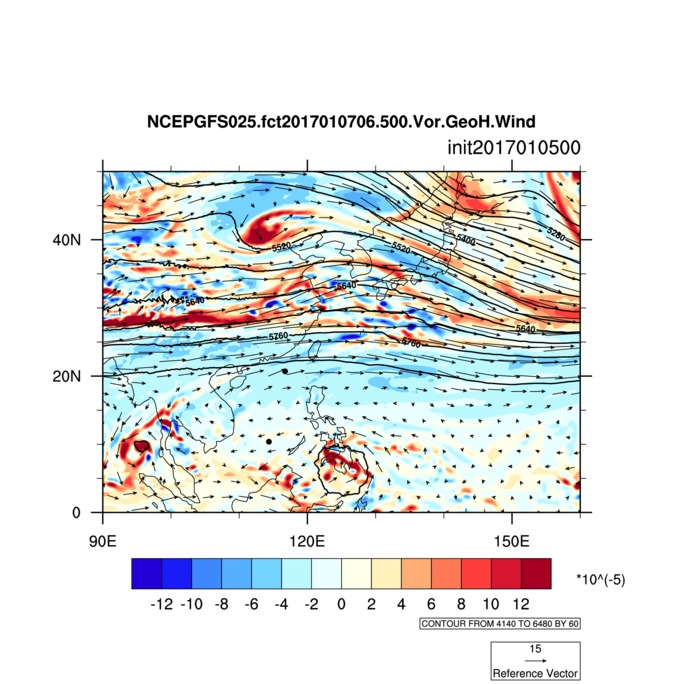 NCEPGFS025.fct2017010706.500.Vor.GeoH.Wind
init2017010500
40N
20N
0
90E 120E 150E
5520
5520
5400
5280
5640
5640
5640
5760
5760
-12 -10 -8 -6 -4 -2 0 2 4 6 8 10 12
*10^(-5)
CONTOUR FROM 4140 TO 6480 BY 60
15
Reference Vector